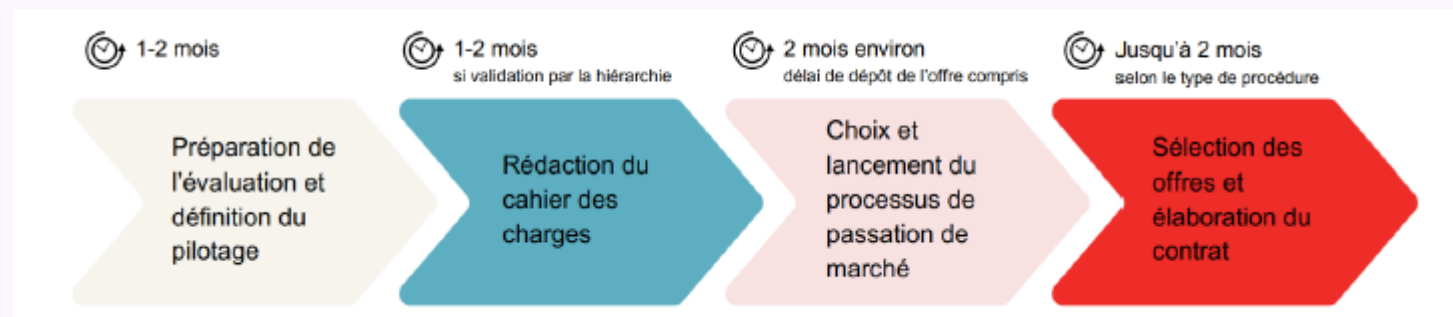 1-2 mois
1-2 mois
si validation par la hiérarchie
2 mois environ
délai de dépôt de l'offre compris
Jusqu'à 2 mois
selon le type de procédure
Préparation de
l'évaluation et
définition du
pilotage
Rédaction du
cahier des
charges
Choix et
lancement du
processus de
passation de
marché
Sélection des
offres et
élaboration du
contrat